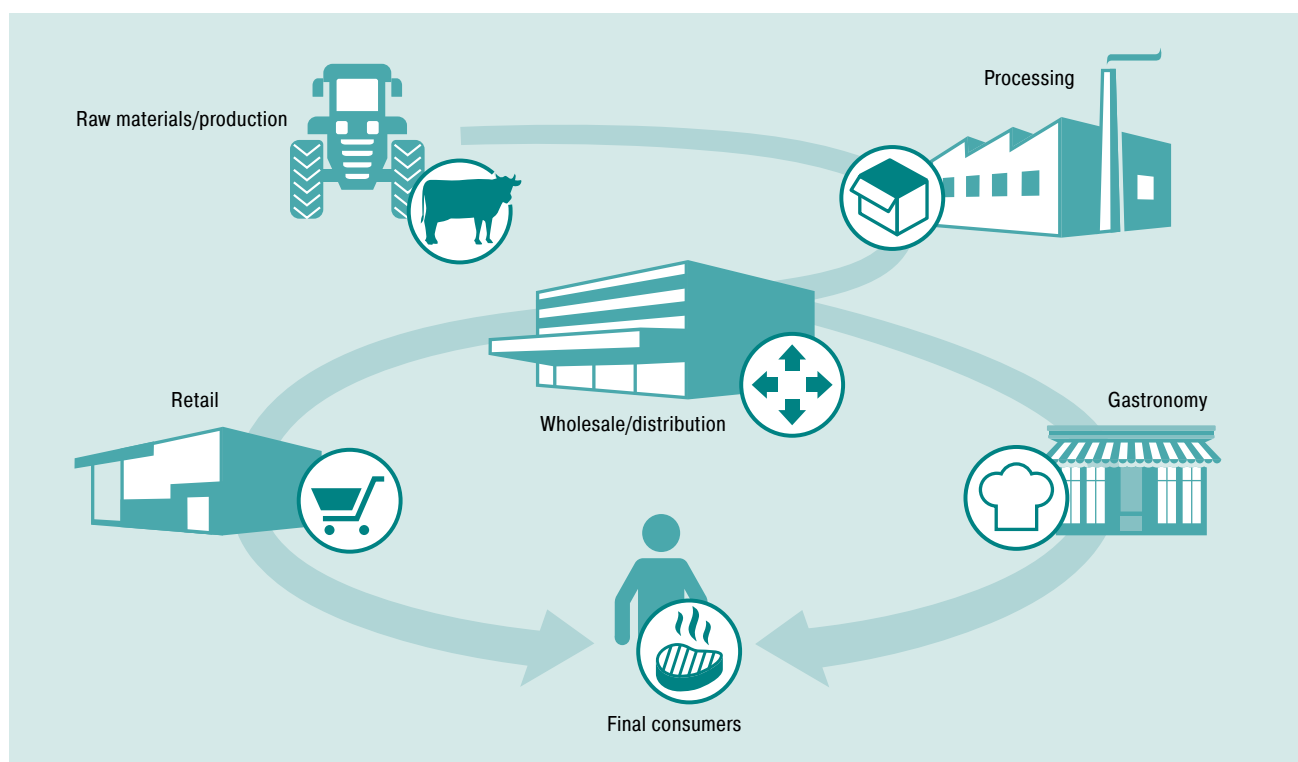 Processing
Raw materials/production
Retail
Gastronomy
Wholesale/distribution
Final consumers